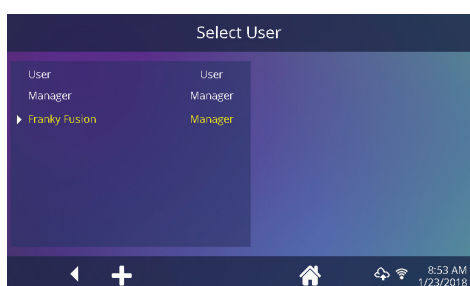 Select User
User User
Manager Manager
Franky Fusion Manager
8:53 AM
1/23/2018